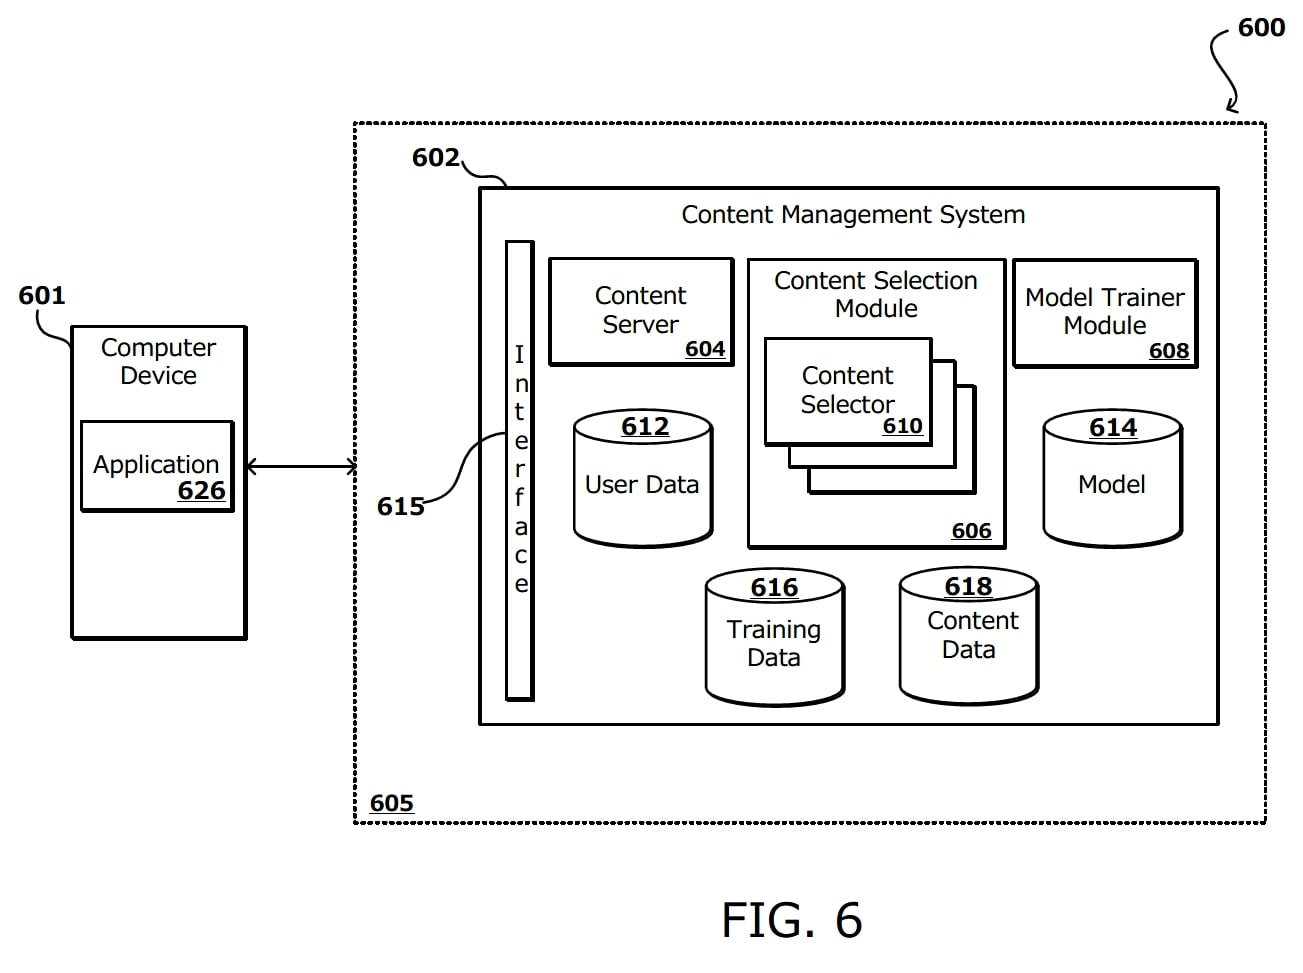 600
602
Content Management System
601
Computer
Device
Application
626
615
Interface
Content
Server
604
Content Selection
Module
Content
Selector
610
606
Model Trainer
Module
608
612
User Data
614
Model
616
Training
Data
618
Content
Data
605
FIG. 6